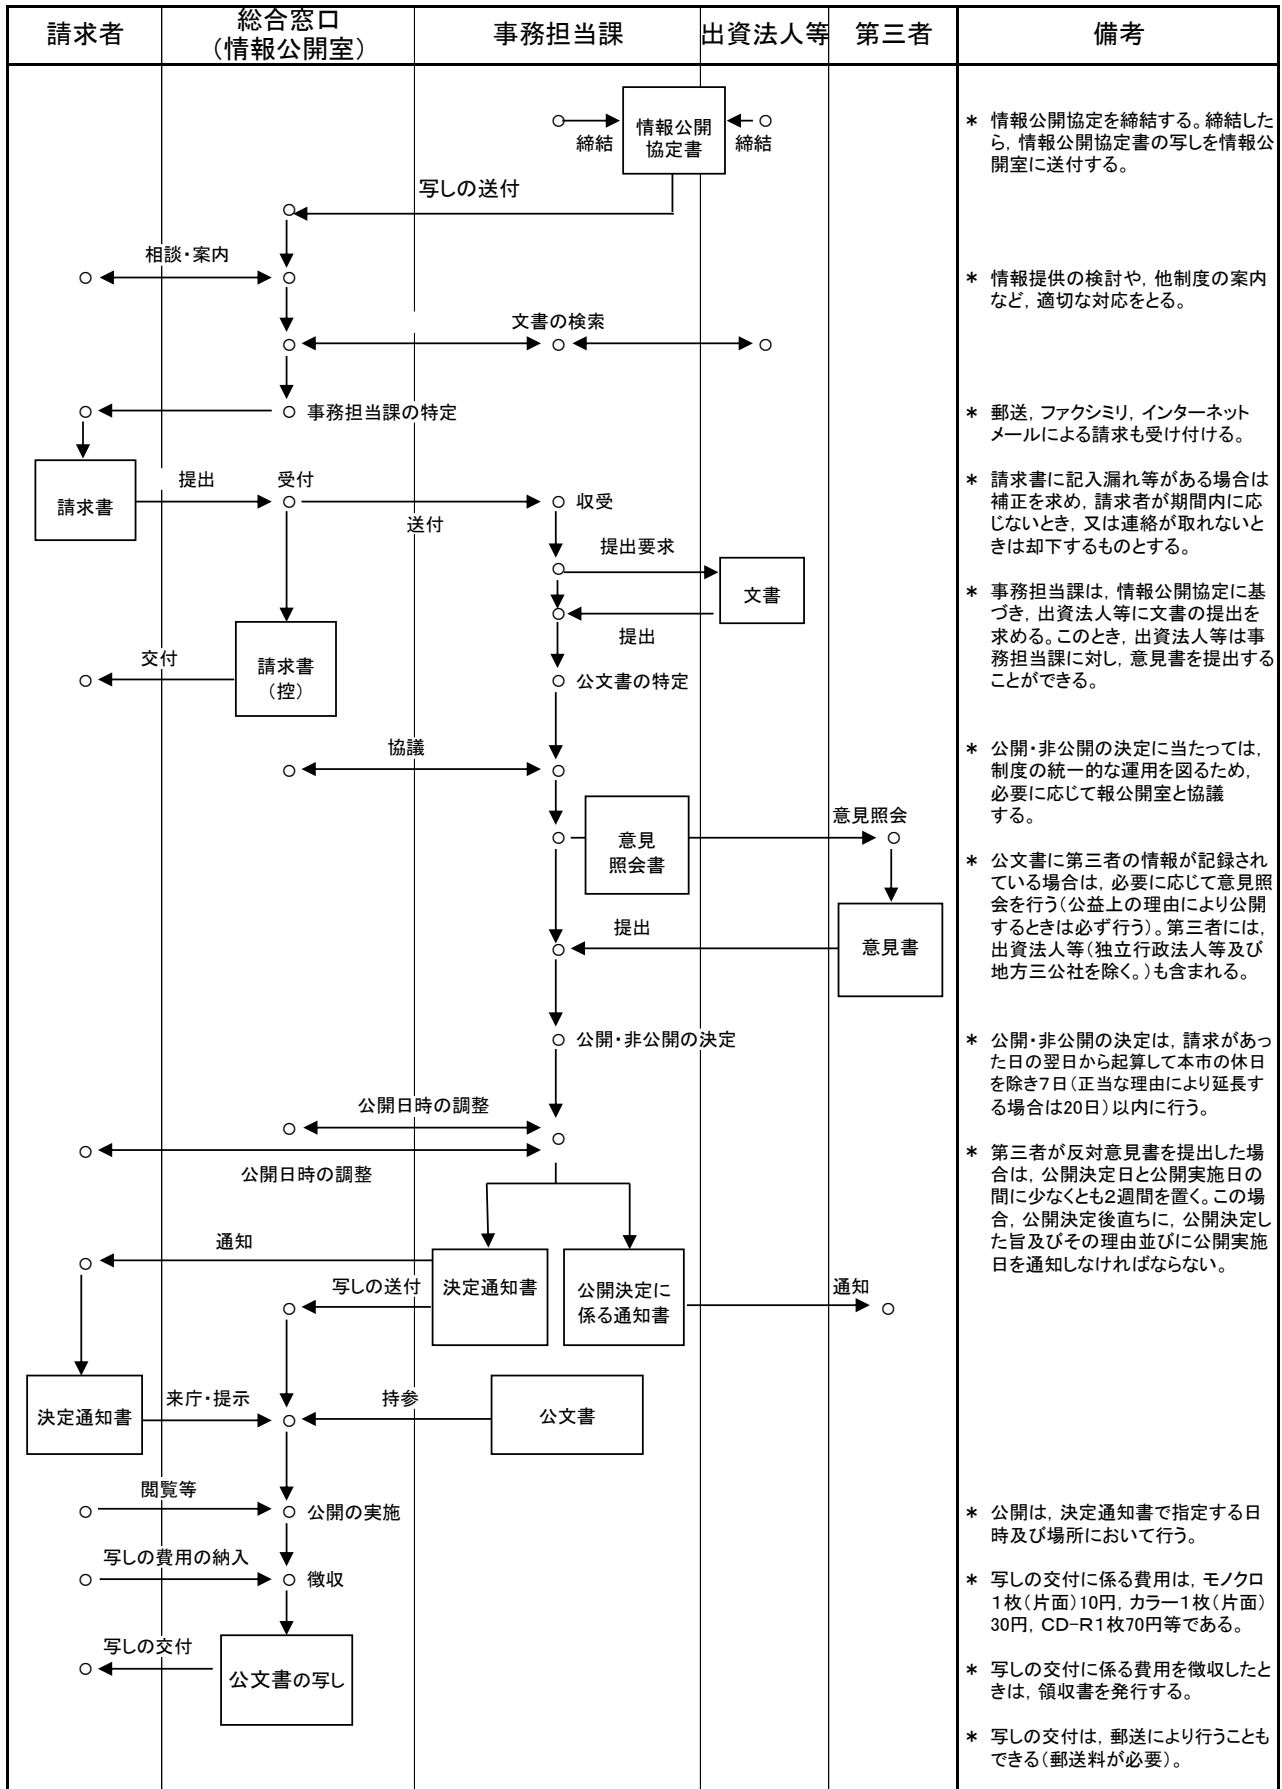 請求者
総合窓口
（情報公開室）
事務担当課
出資法人等
第三者
備考
情報公開
協定書
締結
締結
＊ 情報公開協定を締結する。締結した
ら，情報公開協定書の写しを情報公
開室に送付する。
写しの送付
相談・案内
＊ 情報提供の検討や，他制度の案内
など，適切な対応をとる。
文書の検索
事務担当課の特定
＊ 郵送，ファクシミリ，インターネット
メールによる請求も受け付ける。
請求書
提出
受付
送付
収受
＊ 請求書に記入漏れ等がある場合は
補正を求め，請求者が期間内に応
じないとき，又は連絡が取れないと
きは却下するものとする。
提出要求
文書
提出
＊ 事務担当課は，情報公開協定に基
づき，出資法人等に文書の提出を
求める。このとき，出資法人等は事
務担当課に対し，意見書を提出する
ことができる。
交付
請求書
（控）
公文書の特定
協議
＊ 公開・非公開の決定に当たっては，
制度の統一的な運用を図るため，
必要に応じて報公開室と協議
する。
意見
照会書
意見照会
＊ 公文書に第三者の情報が記録され
ている場合は，必要に応じて意見照
会を行う（公益上の理由により公開
するときは必ず行う）。第三者には，
出資法人等（独立行政法人等及び
地方三公社を除く。）も含まれる。
提出
意見書
公開・非公開の決定
＊ 公開・非公開の決定は，請求があっ
た日の翌日から起算して本市の休日
を除き７日（正当な理由により延長す
る場合は20日）以内に行う。
公開日時の調整
公開日時の調整
＊ 第三者が反対意見書を提出した場
合は，公開決定日と公開実施日の
間に少なくとも２週間を置く。この場
合，公開決定後直ちに，公開決定し
た旨及びその理由並びに公開実施
日を通知しなければならない。
通知
写しの送付
決定通知書
公開決定に
係る通知書
通知
決定通知書
来庁・提示
持参
公文書
閲覧等
公開の実施
＊ 公開は，決定通知書で指定する日
時及び場所において行う。
写しの費用の納入
徴収
＊ 写しの交付に係る費用は，モノクロ
１枚（片面）10円，カラー１枚（片面）
30円，ＣＤ－Ｒ１枚70円等である。
写しの交付
公文書の写し
＊ 写しの交付に係る費用を徴収したと
きは，領収書を発行する。
＊ 写しの交付は，郵送により行うことも
できる（郵送料が必要）。